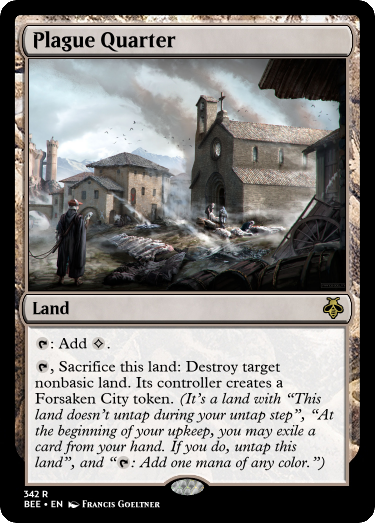 Plague Quarter
Land
: Add .
, Sacrifice this land: Destroy target
nonbasic land. Its controller creates a
Forsaken City token. (It's a land with “This
land doesn't untap during your untap step”, “At
the beginning of your upkeep, you may exile a
card from your hand. If you do, untap this
land”, and “: Add one mana of any color.”)
342 R
BEE • EN Francis Goeltner